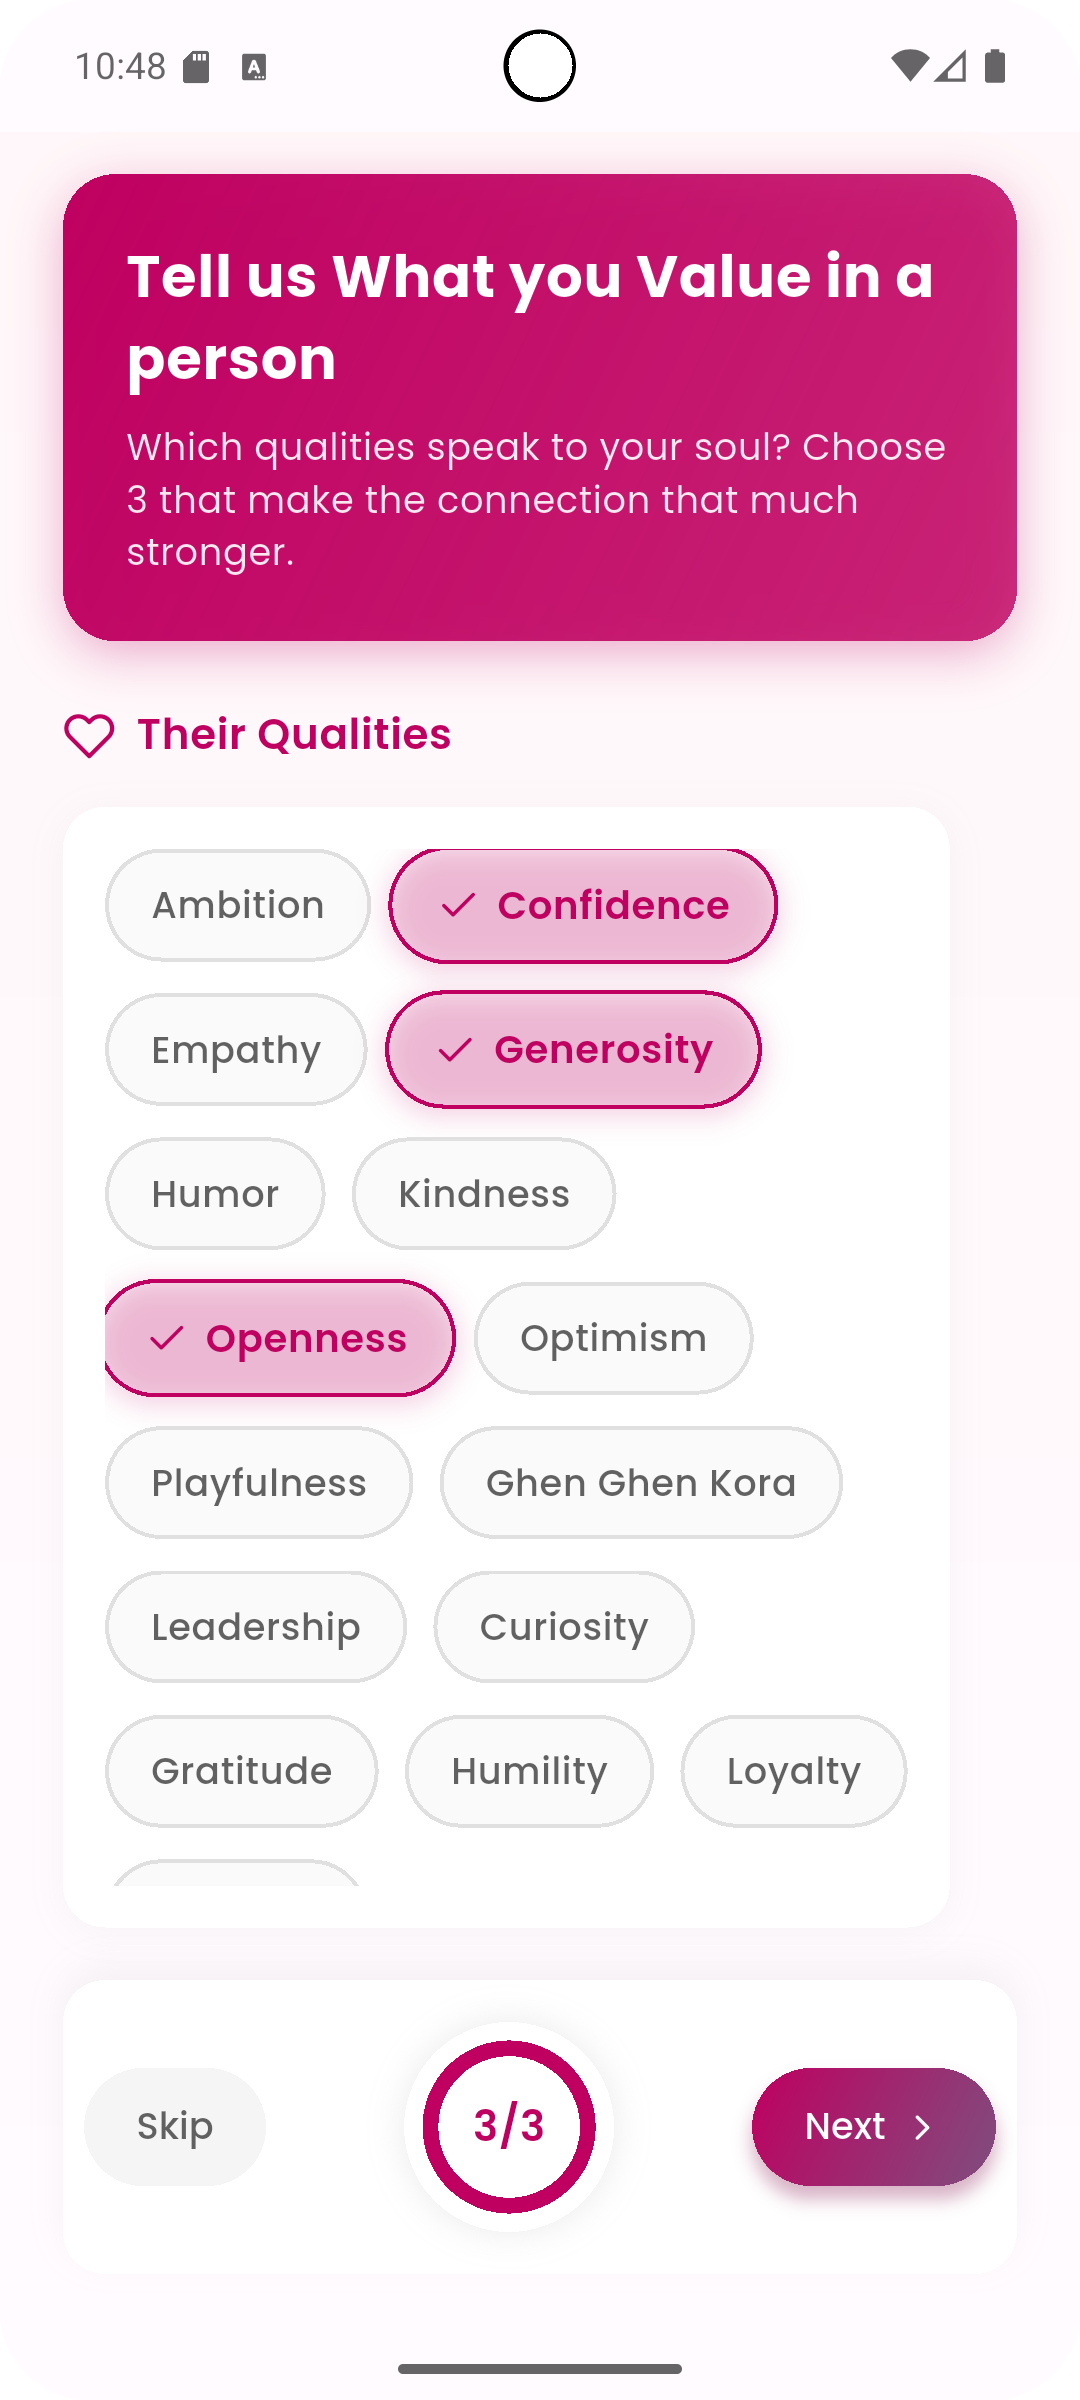 10:48
Tell us What you Value in a
person
Which qualities speak to your soul? Choose
3 that make the connection that much
stronger.
Their Qualities
Ambition
Confidence
Empathy
Generosity
Humor
Kindness
Openness
Optimism
Playfulness
Ghen Ghen Kora
Leadership
Curiosity
Gratitude
Humility
Loyalty
Skip
3/3
Next